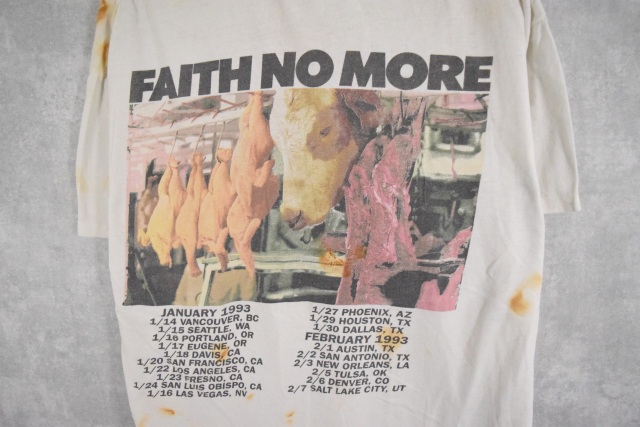 FAITH NO MORE
JANUARY 1993
1/14 VANCOUVER, BC
1/15 SEATTLE, WA
1/16 PORTLAND, OR
1/17 EUGENE, OR
1/18 DAVIS, CA
1/20 SAN FRANCISCO, CA
1/22 LOS ANGELES, CA
1/23 FRESNO, CA
1/24 SAN LUIS OBISPO, CA
1/16 LAS VEGAS, NV
1/27 PHOENIX, AZ
1/29 HOUSTON, TX
1/30 DALLAS, TX
FEBRUARY 1993
2/1 AUSTIN, TX
2/2 SAN ANTONIO, TX
2/3 NEW ORLEANS, LA
2/5 TULSA, OK
2/6 DENVER, CO
2/7 SALT LAKE CITY, UT